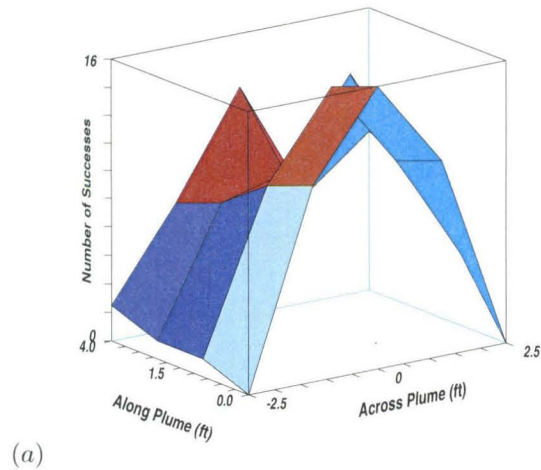 16
Number of Successes
0
4.0
1.5
0.0
Along Plume (ft)
-2.5
0
2.5
Across Plume (ft)
(a)